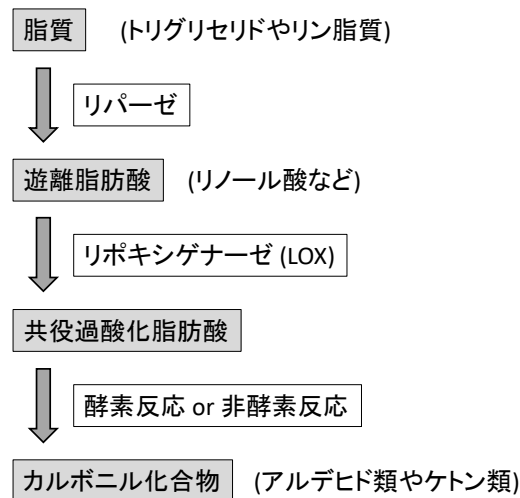 脂質 (トリグリセリドやリン脂質)
リパーゼ
遊離脂肪酸 (リノール酸など)
リポキシゲナーゼ (LOX)
共役過酸化脂肪酸
酵素反応 or 非酵素反応
カルボニル化合物 (アルデヒド類やケトン類)